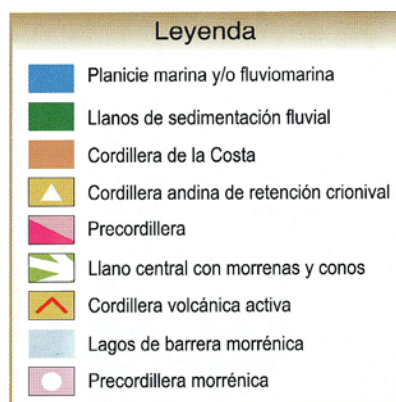 Leyenda
Planicie marina y/o fluviomarina
Llanos de sedimentación fluvial
Cordillera de la Costa
Cordillera andina de retención crionival
Precordillera
Llano central con morrenas y conos
Cordillera volcánica activa
Lagos de barrera morrénica
Precordillera morrénica